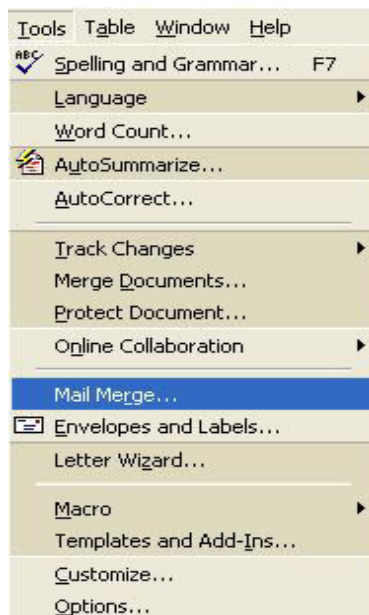 Tools Table Window Help
ABC Spelling and Grammar... F7
Language
Word Count...
AutoSummarize...
AutoCorrect...
Track Changes
Merge Documents...
Protect Document...
Online Collaboration
Mail Merge...
Envelopes and Labels...
Letter Wizard...
Macro
Templates and Add-Ins...
Customize...
Options...